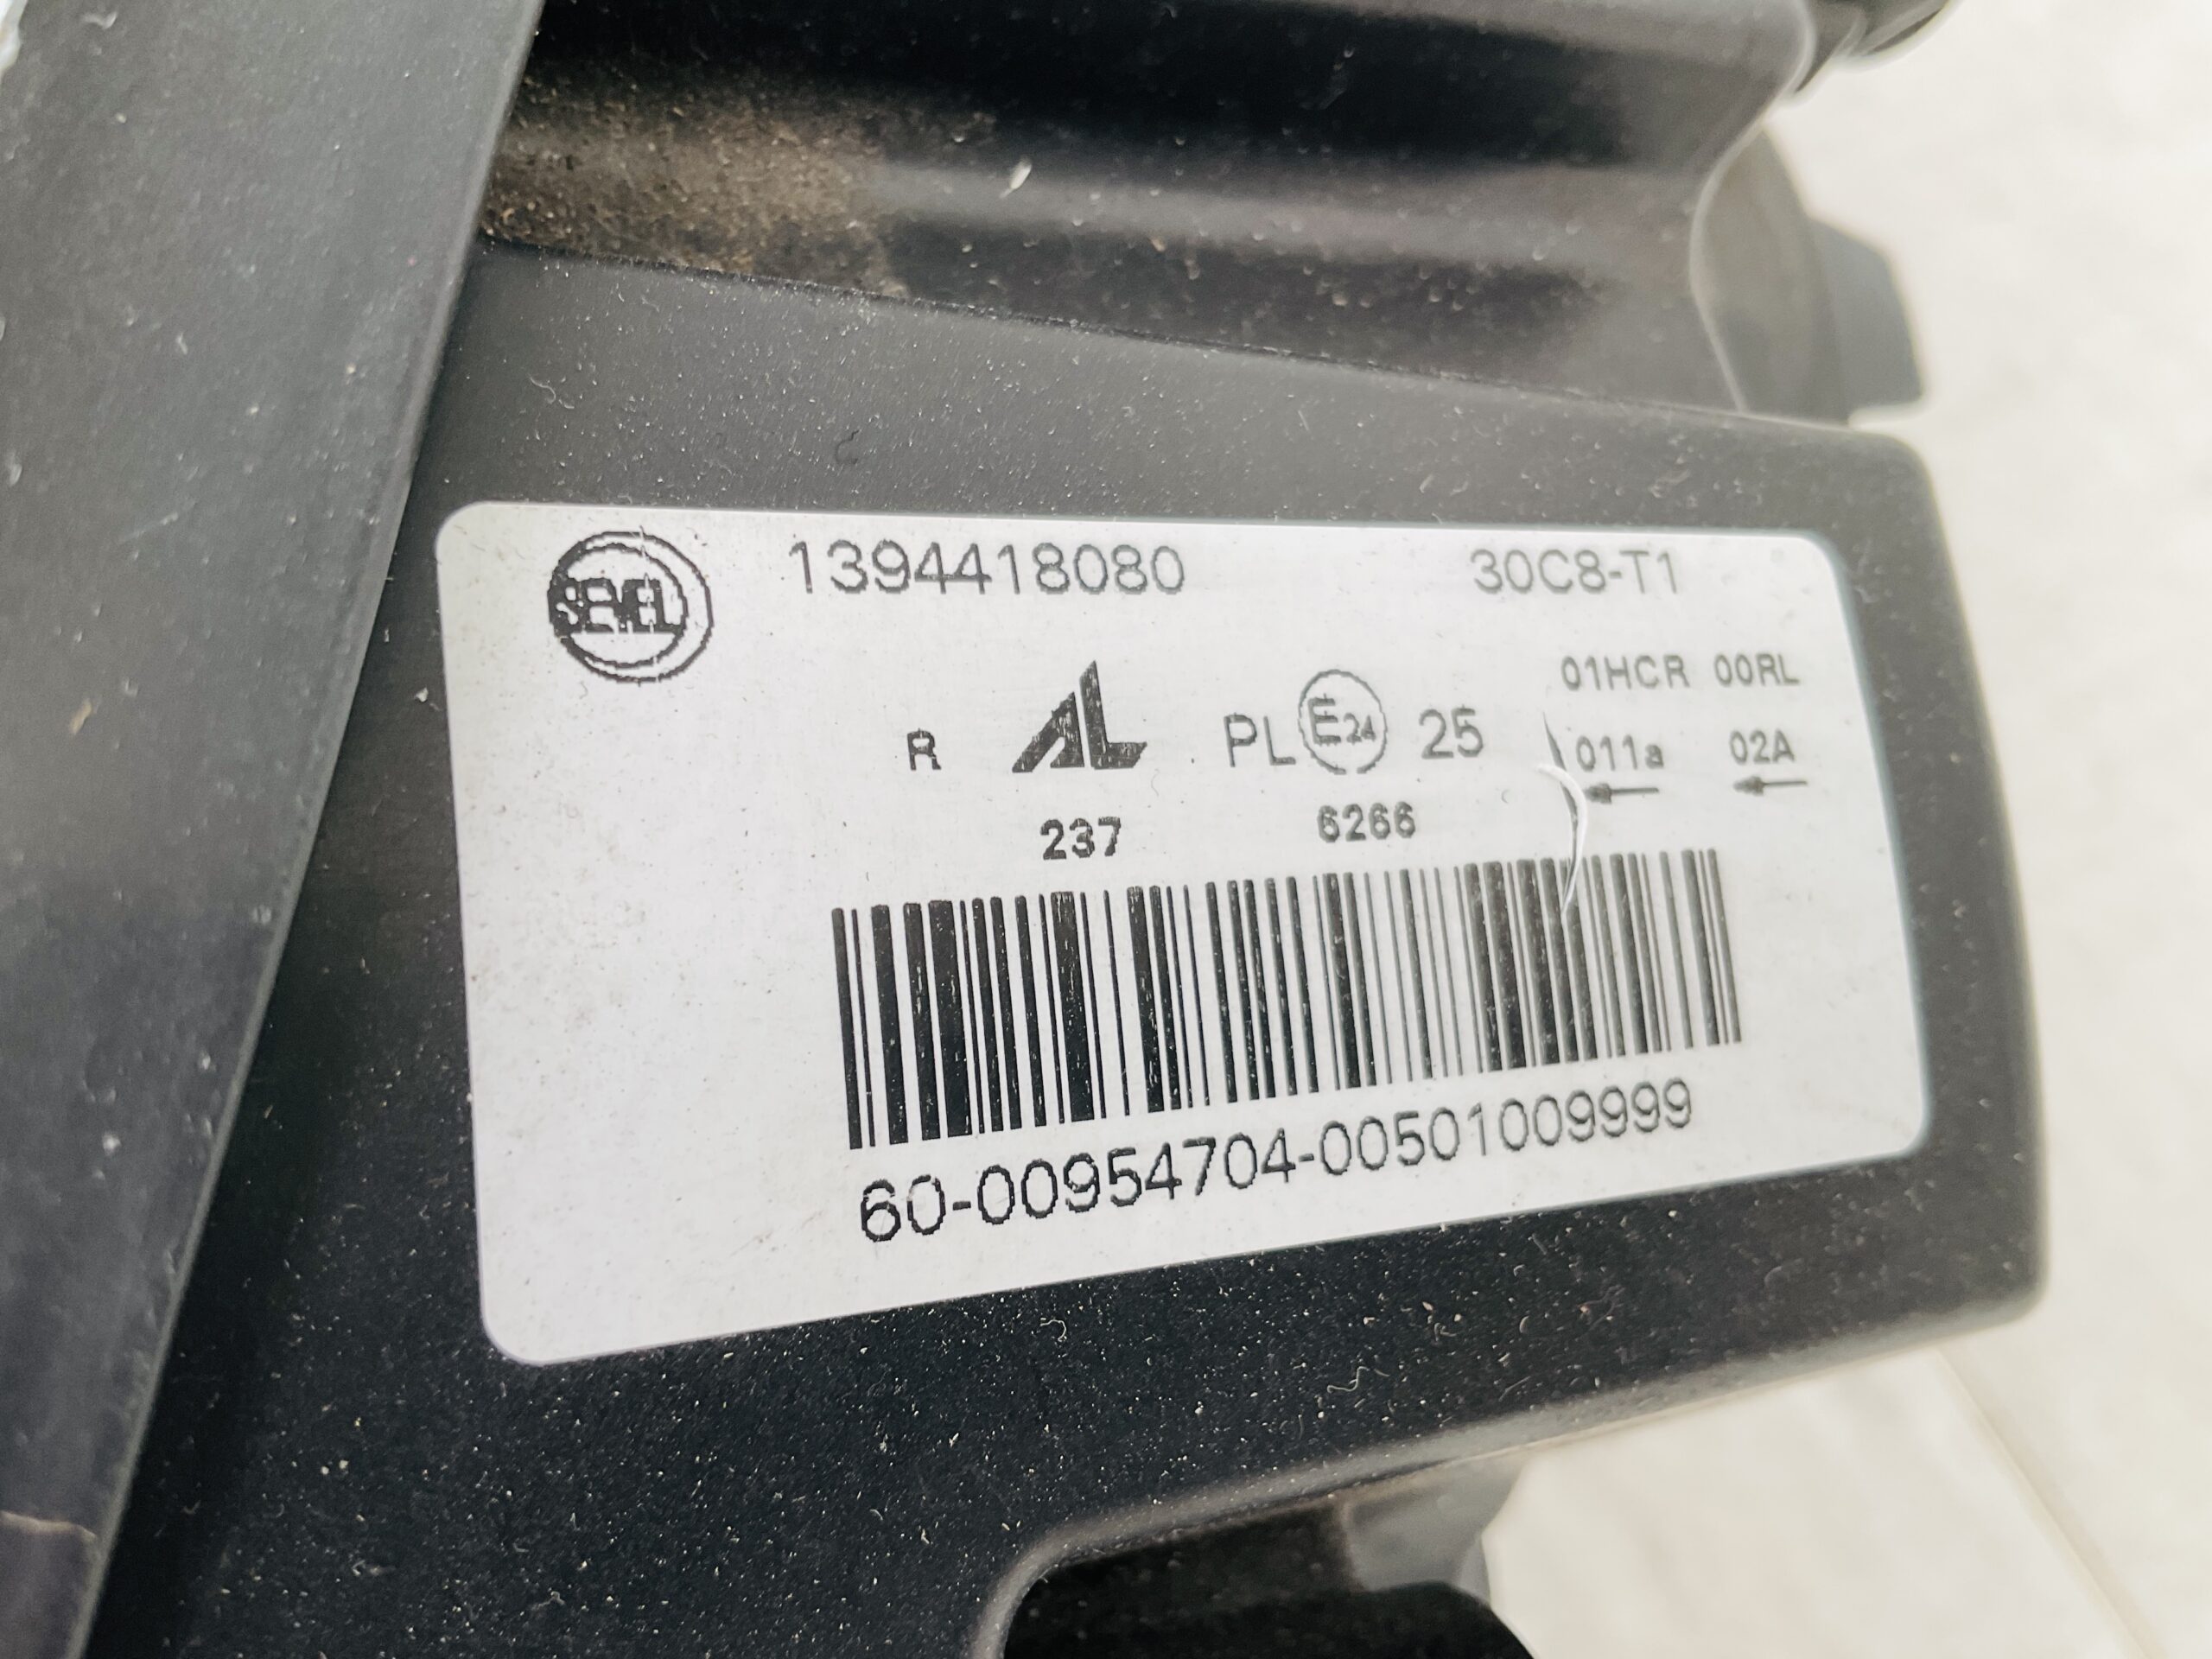 SEVEL 1394418080 30C8-T1
01HCR 00RL
R AL PL E24 25 011a 02A
237 6266
60-00954704-00501009999